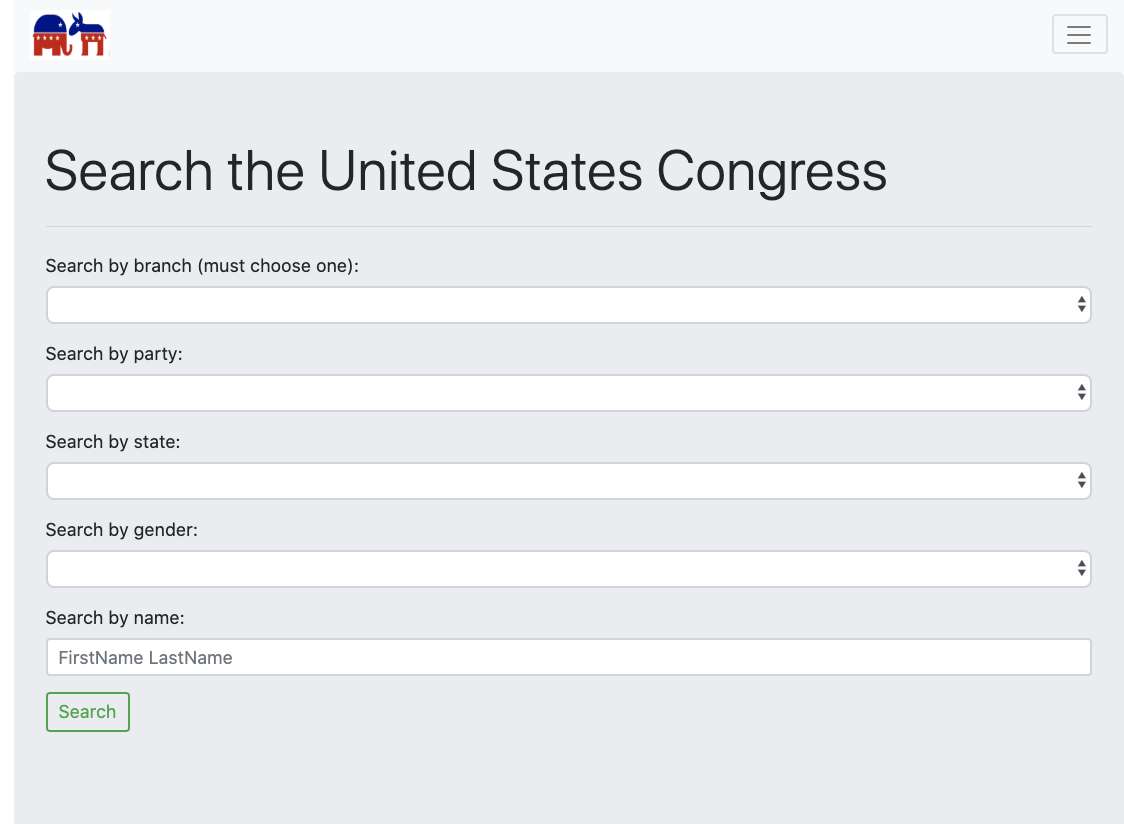 Search the United States Congress
Search by branch (must choose one):
Search by party:
Search by state:
Search by gender:
Search by name:
FirstName LastName
Search